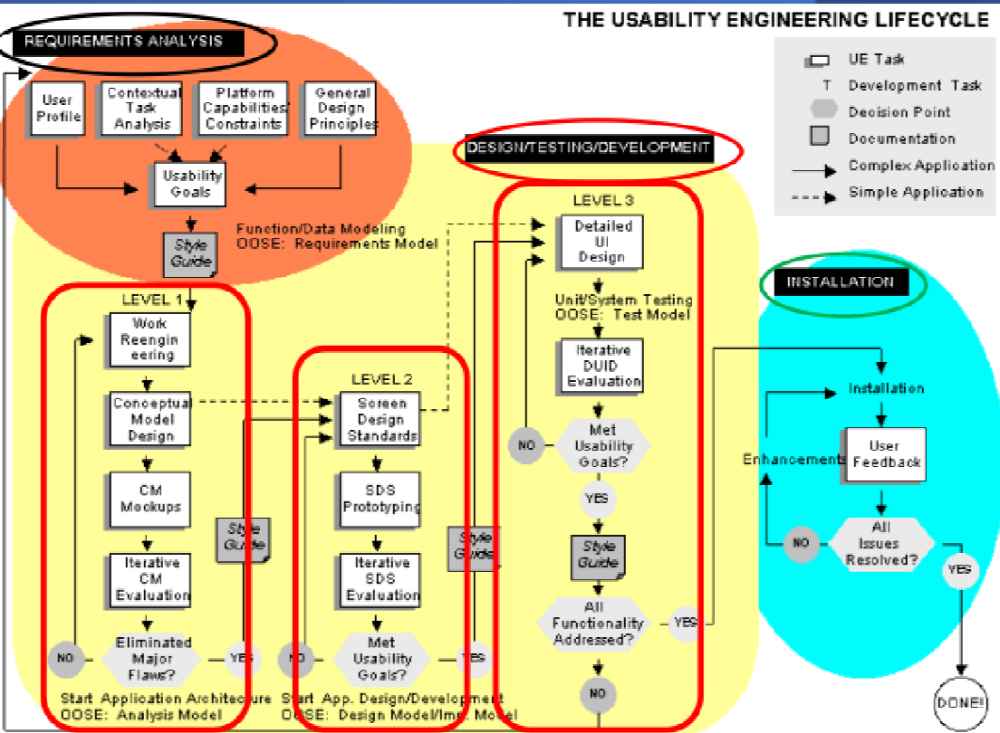 THE USABILITY ENGINEERING LIFECYCLE
REQUIREMENTS ANALYSIS
UE Task
T Development Task
Decision Point
Documentation
Complex Application
Simple Application
User
Profile
Contextual
Task
Analysis
Platform
Capabilities/
Constraints
General
Design
Principles
Usability
Goals
Style
Guide
Function/Data Modeling
OOSE: Requirements Model
DESIGN/TESTING/DEVELOPMENT
LEVEL 1
Work
Reengin
eering
Conceptual
Model
Design
CM
Mockups
Iterative
CM
Evaluation
Eliminated
Major
Flaws?
NO
YES
Start Application Architecture
OOSE: Analysis Model
Style
Guide
LEVEL 2
Screen
Design
Standards
SDS
Prototyping
Iterative
SDS
Evaluation
Met
Usability
Goals?
NO
YES
Start App. Design/Development
OOSE: Design Model/Imp. Model
Style
Guide
LEVEL 3
Detailed
UI
Design
Unit/System Testing
OOSE: Test Model
Iterative
DUID
Evaluation
Met
Usability
Goals?
NO
YES
Style
Guide
All
Functionality
Addressed?
YES
NO
INSTALLATION
Installation
User
Feedback
Enhancements
All
Issues
Resolved?
NO
YES
DONE!